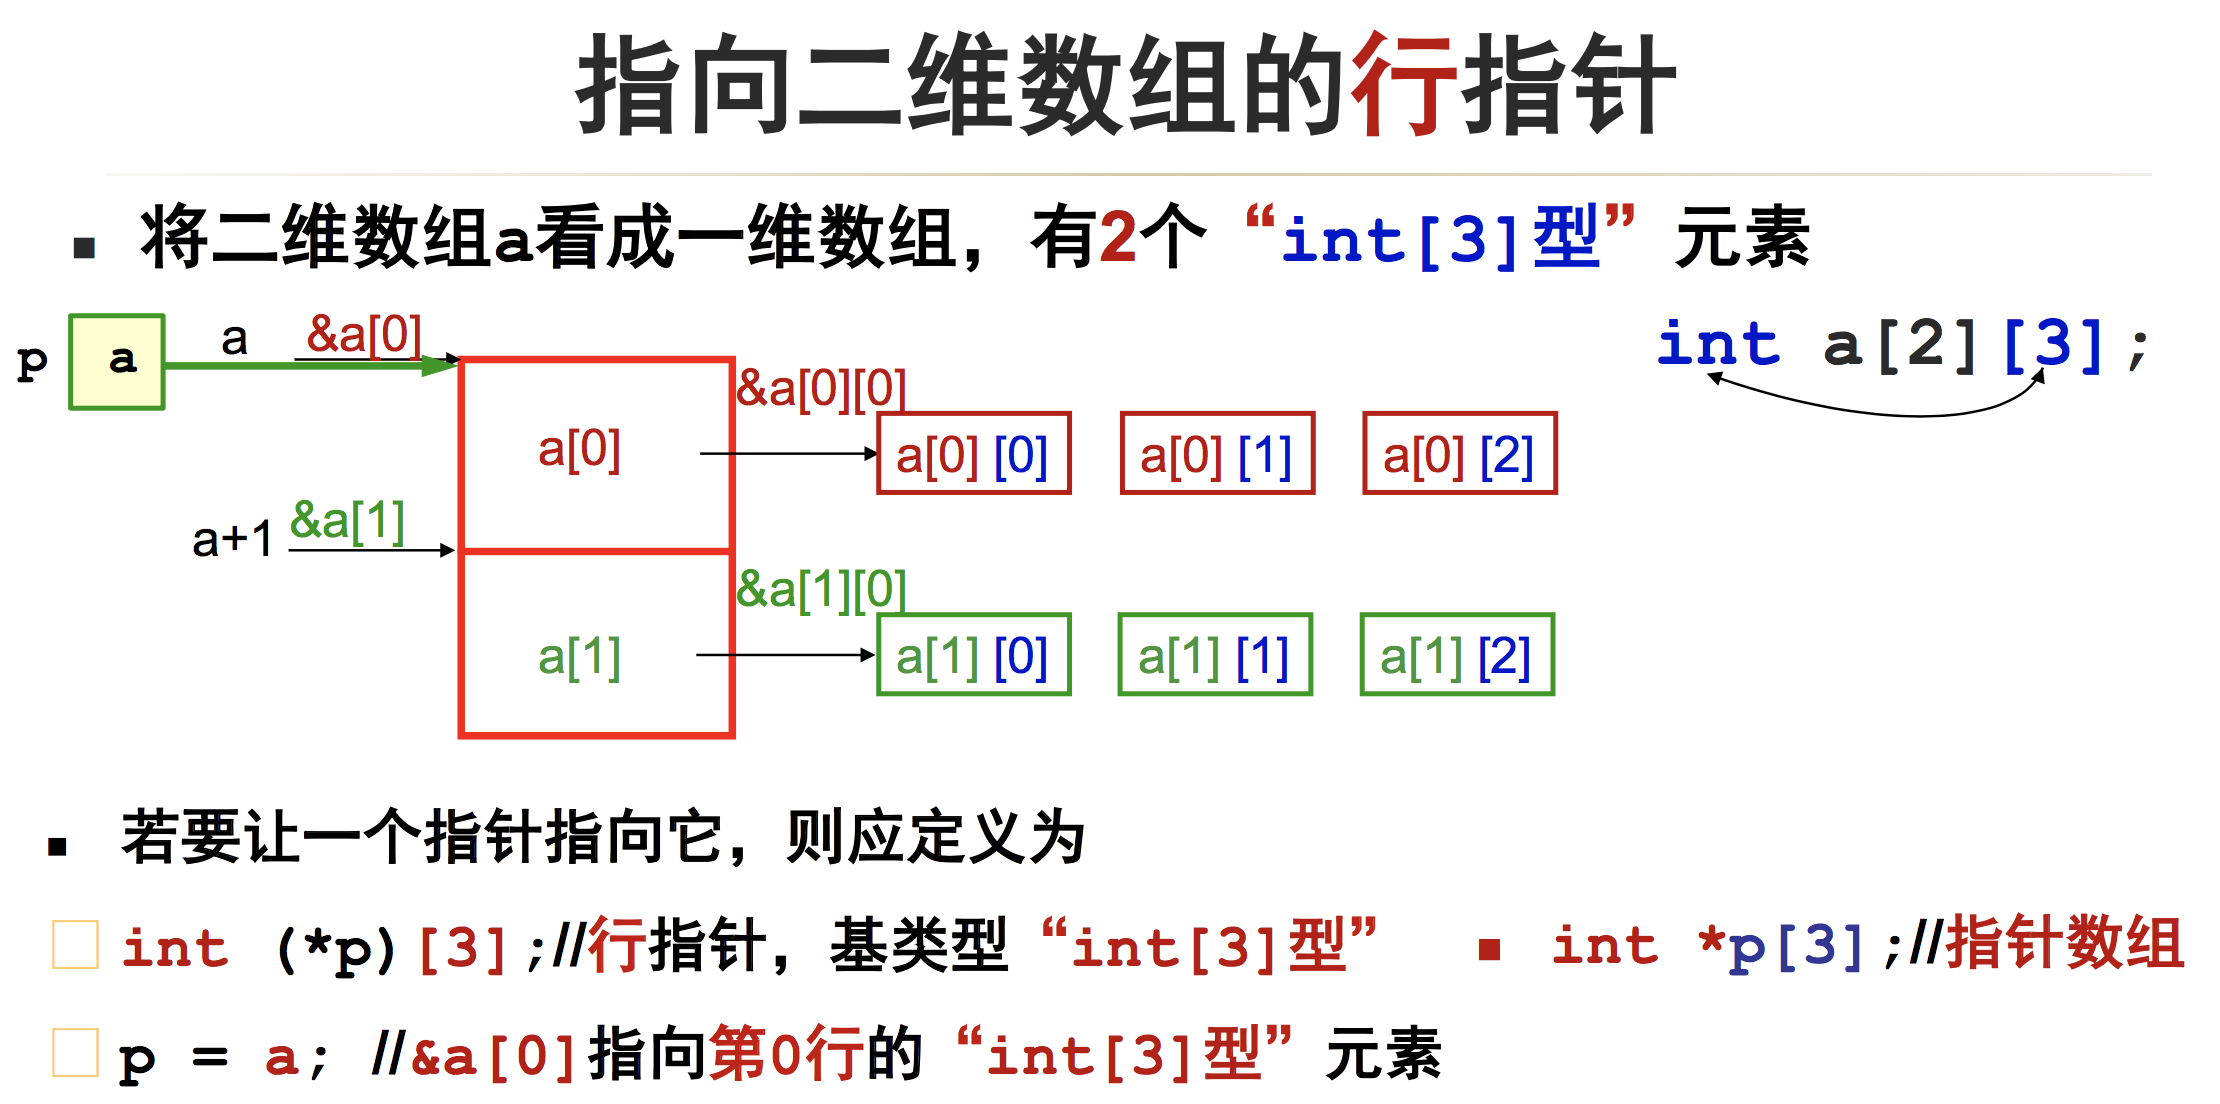 指向二维数组的行指针
将二维数组a看成一维数组，有2个“int[3]型”元素
p a a &a[0]
int a[2][3];
&a[0][0]
a[0] a[0] [0] a[0] [1] a[0] [2]
a+1 &a[1]
&a[1][0]
a[1] a[1] [0] a[1] [1] a[1] [2]
若要让一个指针指向它，则应定义为
int (*p)[3];//行指针，基类型“int[3]型”
int *p[3];//指针数组
p = a; //&a[0]指向第0行的“int[3]型”元素